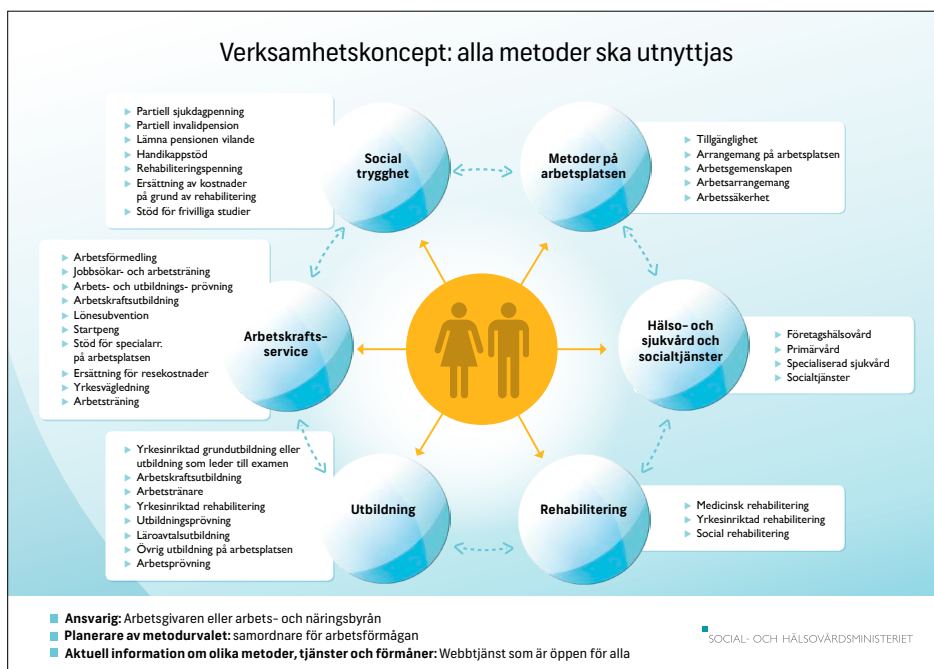 Verksamhetskoncept: alla metoder ska utnyttjas
Partiell sjukdagpenning
Partiell invalidpension
Lämna pensionen vilande
Handikappstöd
Rehabiliteringspenning
Ersättning av kostnader
på grund av rehabilitering
Stöd för frivilliga studier
Social
trygghet
Metoder på
arbetsplatsen
Tillgänglighet
Arrangemang på arbetsplatsen
Arbetsgemenskapen
Arbetsarrangemang
Arbetssäkerhet
Arbetsförmedling
Jobbsökar- och arbetsträning
Arbets- och utbildnings- prövning
Arbetskraftsutbildning
Lönesubvention
Startpeng
Stöd för specialarr.
på arbetsplatsen
Ersättning för resekostnader
Yrkesvägledning
Arbetsträning
Arbetskrafts-
service
Hälso- och
sjukvård och
socialtjänster
Företagshälsovård
Primärvård
Specialiserad sjukvård
Socialtjänster
Yrkesinriktad grundutbildning eller
utbildning som leder till examen
Arbetskraftsutbildning
Arbetstränare
Yrkesinriktad rehabilitering
Utbildningsprövning
Läroavtalsutbildning
Övrig utbildning på arbetsplatsen
Arbetsprövning
Utbildning
Rehabilitering
Medicinsk rehabilitering
Yrkesinriktad rehabilitering
Social rehabilitering
Ansvarig: Arbetsgivaren eller arbets- och näringsbyrån
Planerare av metodurvalet: samordnare för arbetsförmågan
Aktuell information om olika metoder, tjänster och förmåner: Webbtjänst som är öppen för alla
SOCIAL- OCH HÄLSOVÅRDSMINISTERIET